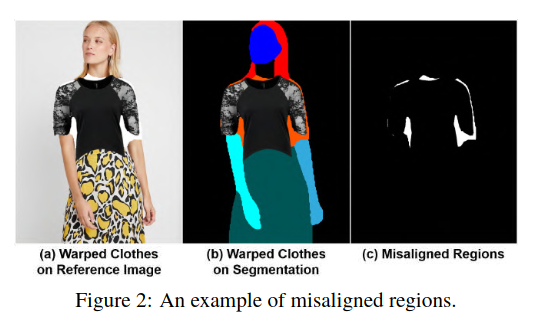 (a) Warped Clothes
on Reference Image
(b) Warped Clothes
on Segmentation
(c) Misaligned Regions
Figure 2: An example of misaligned regions.